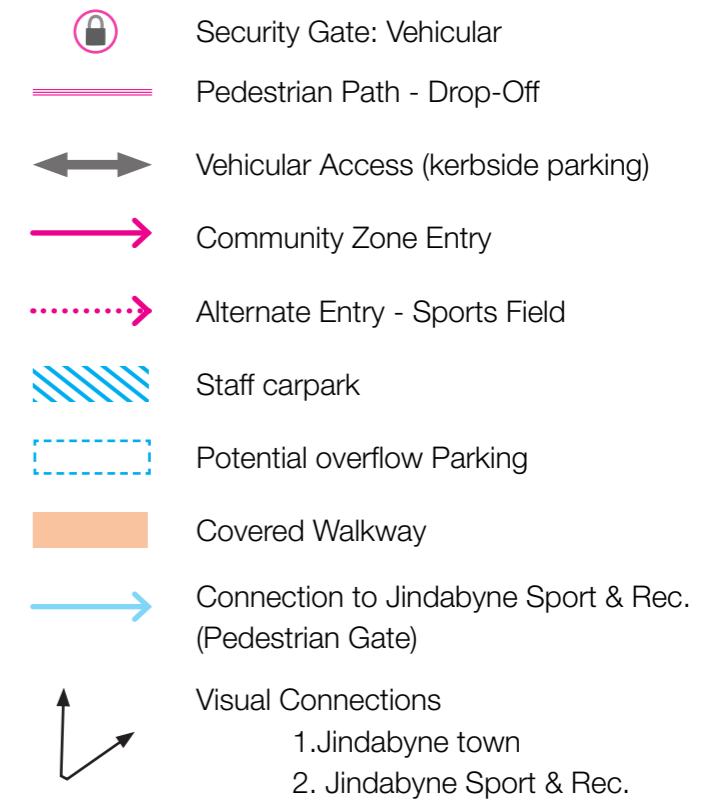 Security Gate: Vehicular
Pedestrian Path - Drop-Off
Vehicular Access (kerbside parking)
Community Zone Entry
Alternate Entry - Sports Field
Staff carpark
Potential overflow Parking
Covered Walkway
Connection to Jindabyne Sport & Rec.
(Pedestrian Gate)
Visual Connections
1.Jindabyne town
2. Jindabyne Sport & Rec.